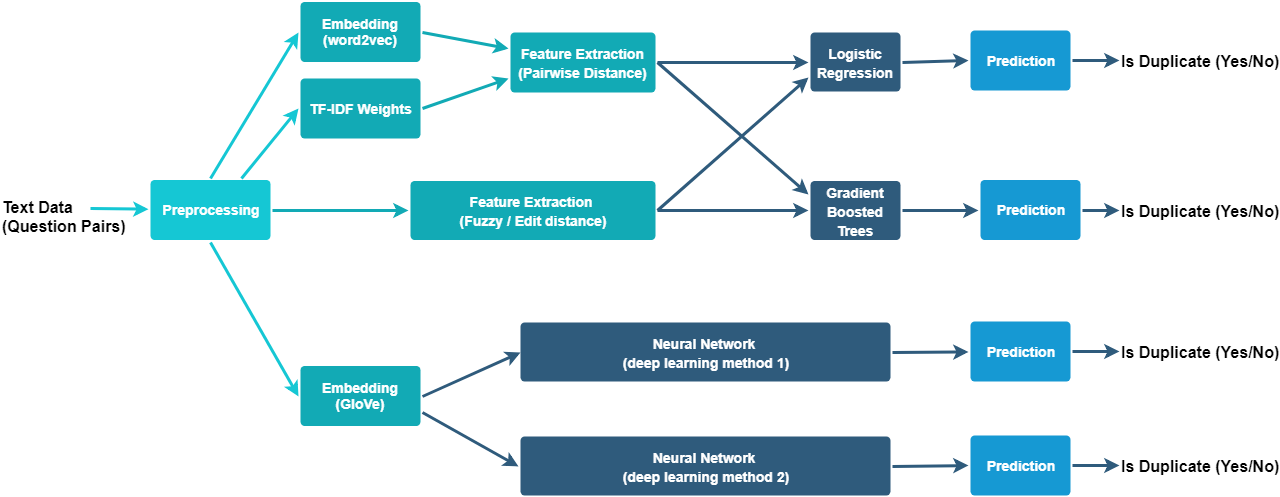 Embedding
(word2vec)
TF-IDF Weights
Feature Extraction
(Pairwise Distance)
Logistic
Regression
Prediction
Is Duplicate (Yes/No)
Text Data
(Question Pairs)
Preprocessing
Feature Extraction
(Fuzzy / Edit distance)
Gradient
Boosted
Trees
Prediction
Is Duplicate (Yes/No)
Embedding
(GloVe)
Neural Network
(deep learning method 1)
Prediction
Is Duplicate (Yes/No)
Neural Network
(deep learning method 2)
Prediction
Is Duplicate (Yes/No)